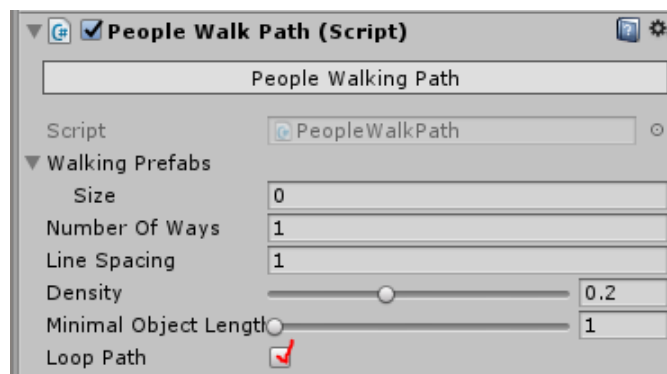 People Walk Path (Script)
People Walking Path
Script PeopleWalkPath
Walking Prefabs
Size 0
Number Of Ways 1
Line Spacing 1
Density 0.2
Minimal Object Length 1
Loop Path